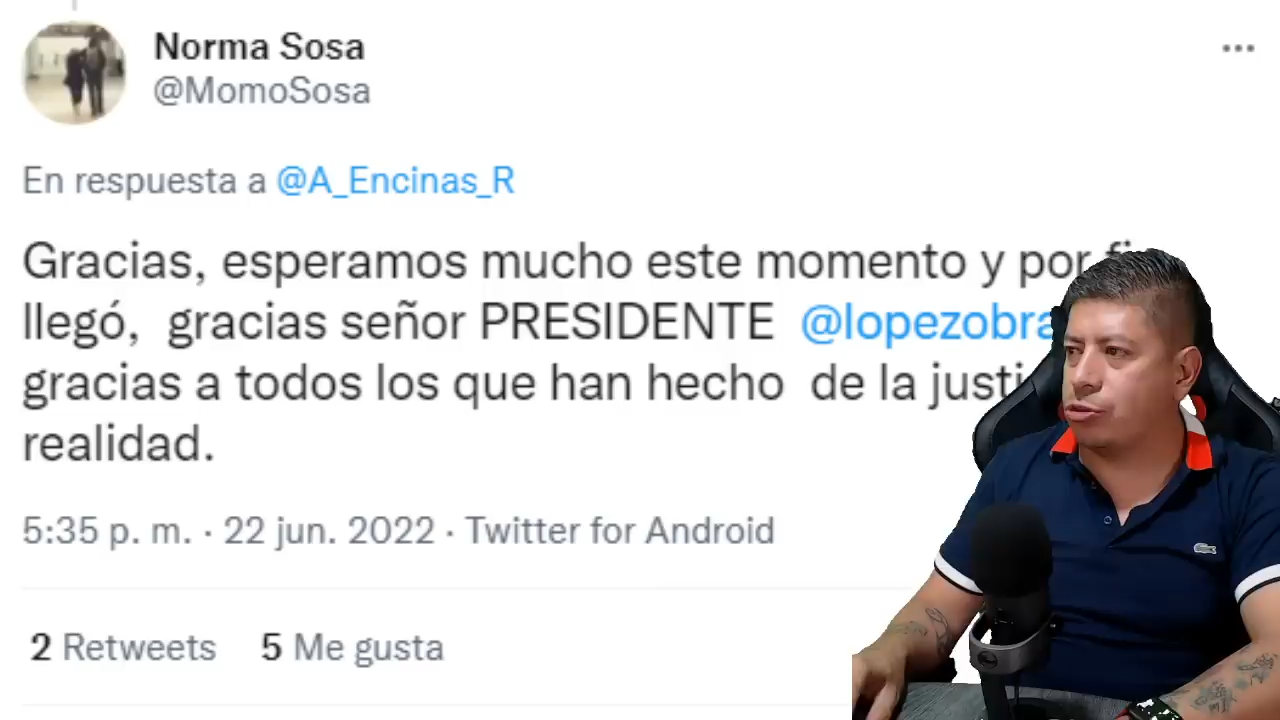 Norma Sosa
@MomoSosa
En respuesta a @A_Encinas_R
Gracias, esperamos mucho este momento y por
llegó, gracias señor PRESIDENTE
gracias a todos los que han hecho de la
realidad.
5:35 p. m. · 22 jun. 2022 · Twitter for Android
2 Retweets 5 Me gusta